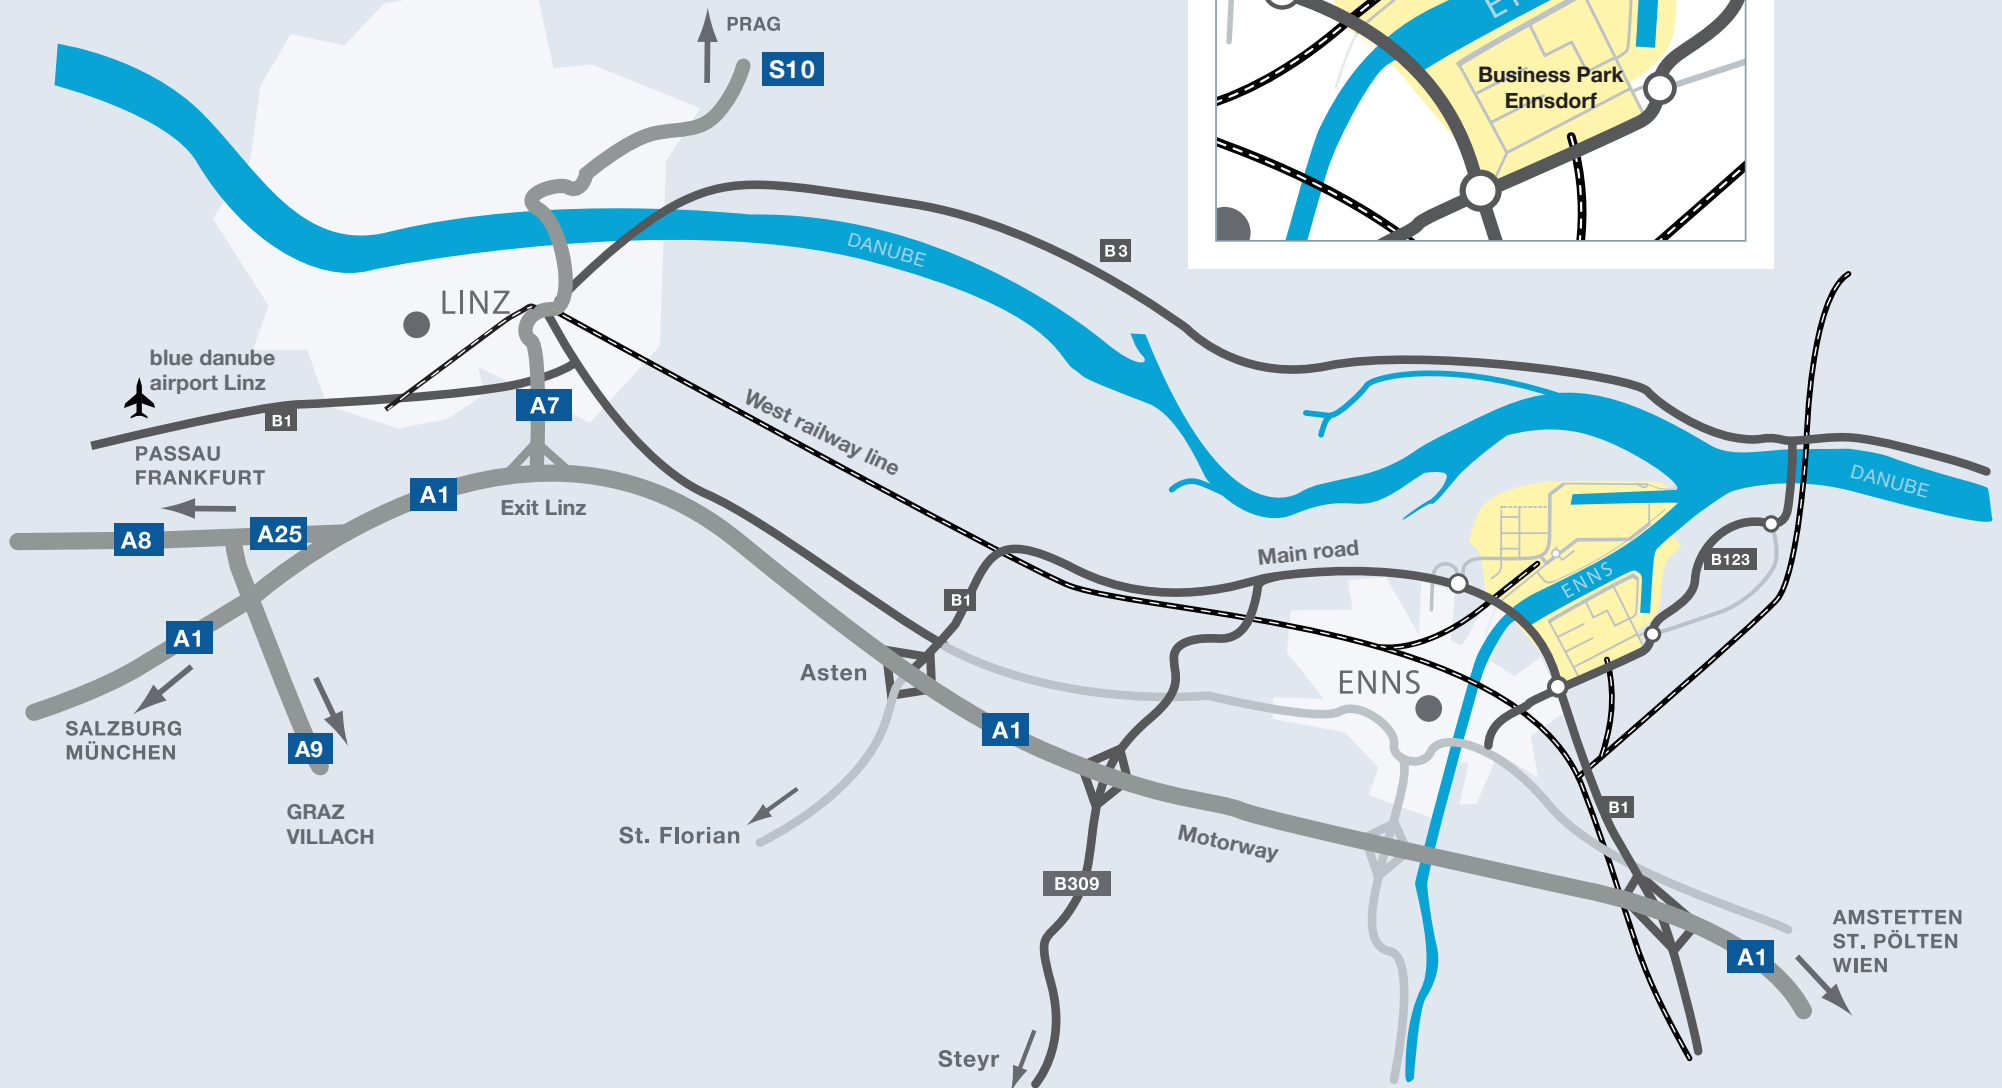 PRAG
S10
Business Park
Ennsdorf
DANUBE
B3
LINZ
blue danube
airport Linz
B1
A7
West railway line
PASSAU
FRANKFURT
A1
Exit Linz
A8
A25
DANUBE
Main road
ENNS
B123
B1
A1
Asten
ENNS
SALZBURG
MÜNCHEN
A9
A1
GRAZ
VILLACH
St. Florian
Motorway
B1
B309
AMSTETTEN
ST. PÖLTEN
WIEN
A1
Steyr